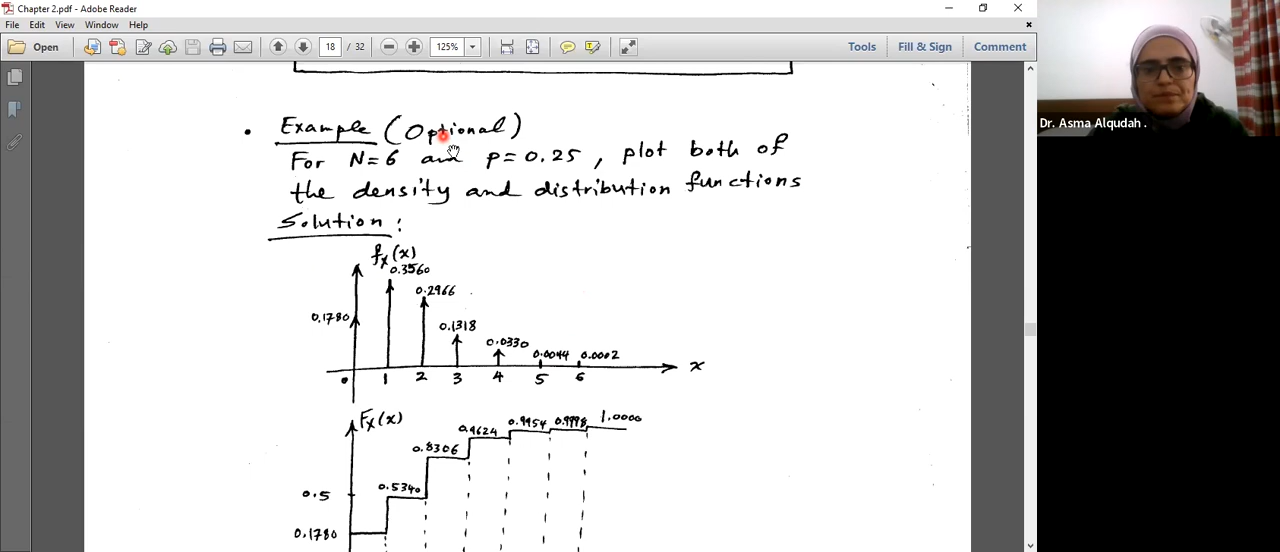 Chapter 2.pdf - Adobe Reader
File Edit View Window Help
Open 18 / 32 125% Tools Fill & Sign Comment
Dr. Asma Alqudah .
• Example (Optional)
For N=6 and p=0.25, plot both of
the density and distribution functions
Solution:
fX(x)
0.3560
0.2966
0.1780
0.1318
0.0330
0.0044 0.0002
0 1 2 3 4 5 6 x
FX(x)
1.0000
0.9624 0.9954 0.9998
0.8306
0.5340
0.5
0.1780